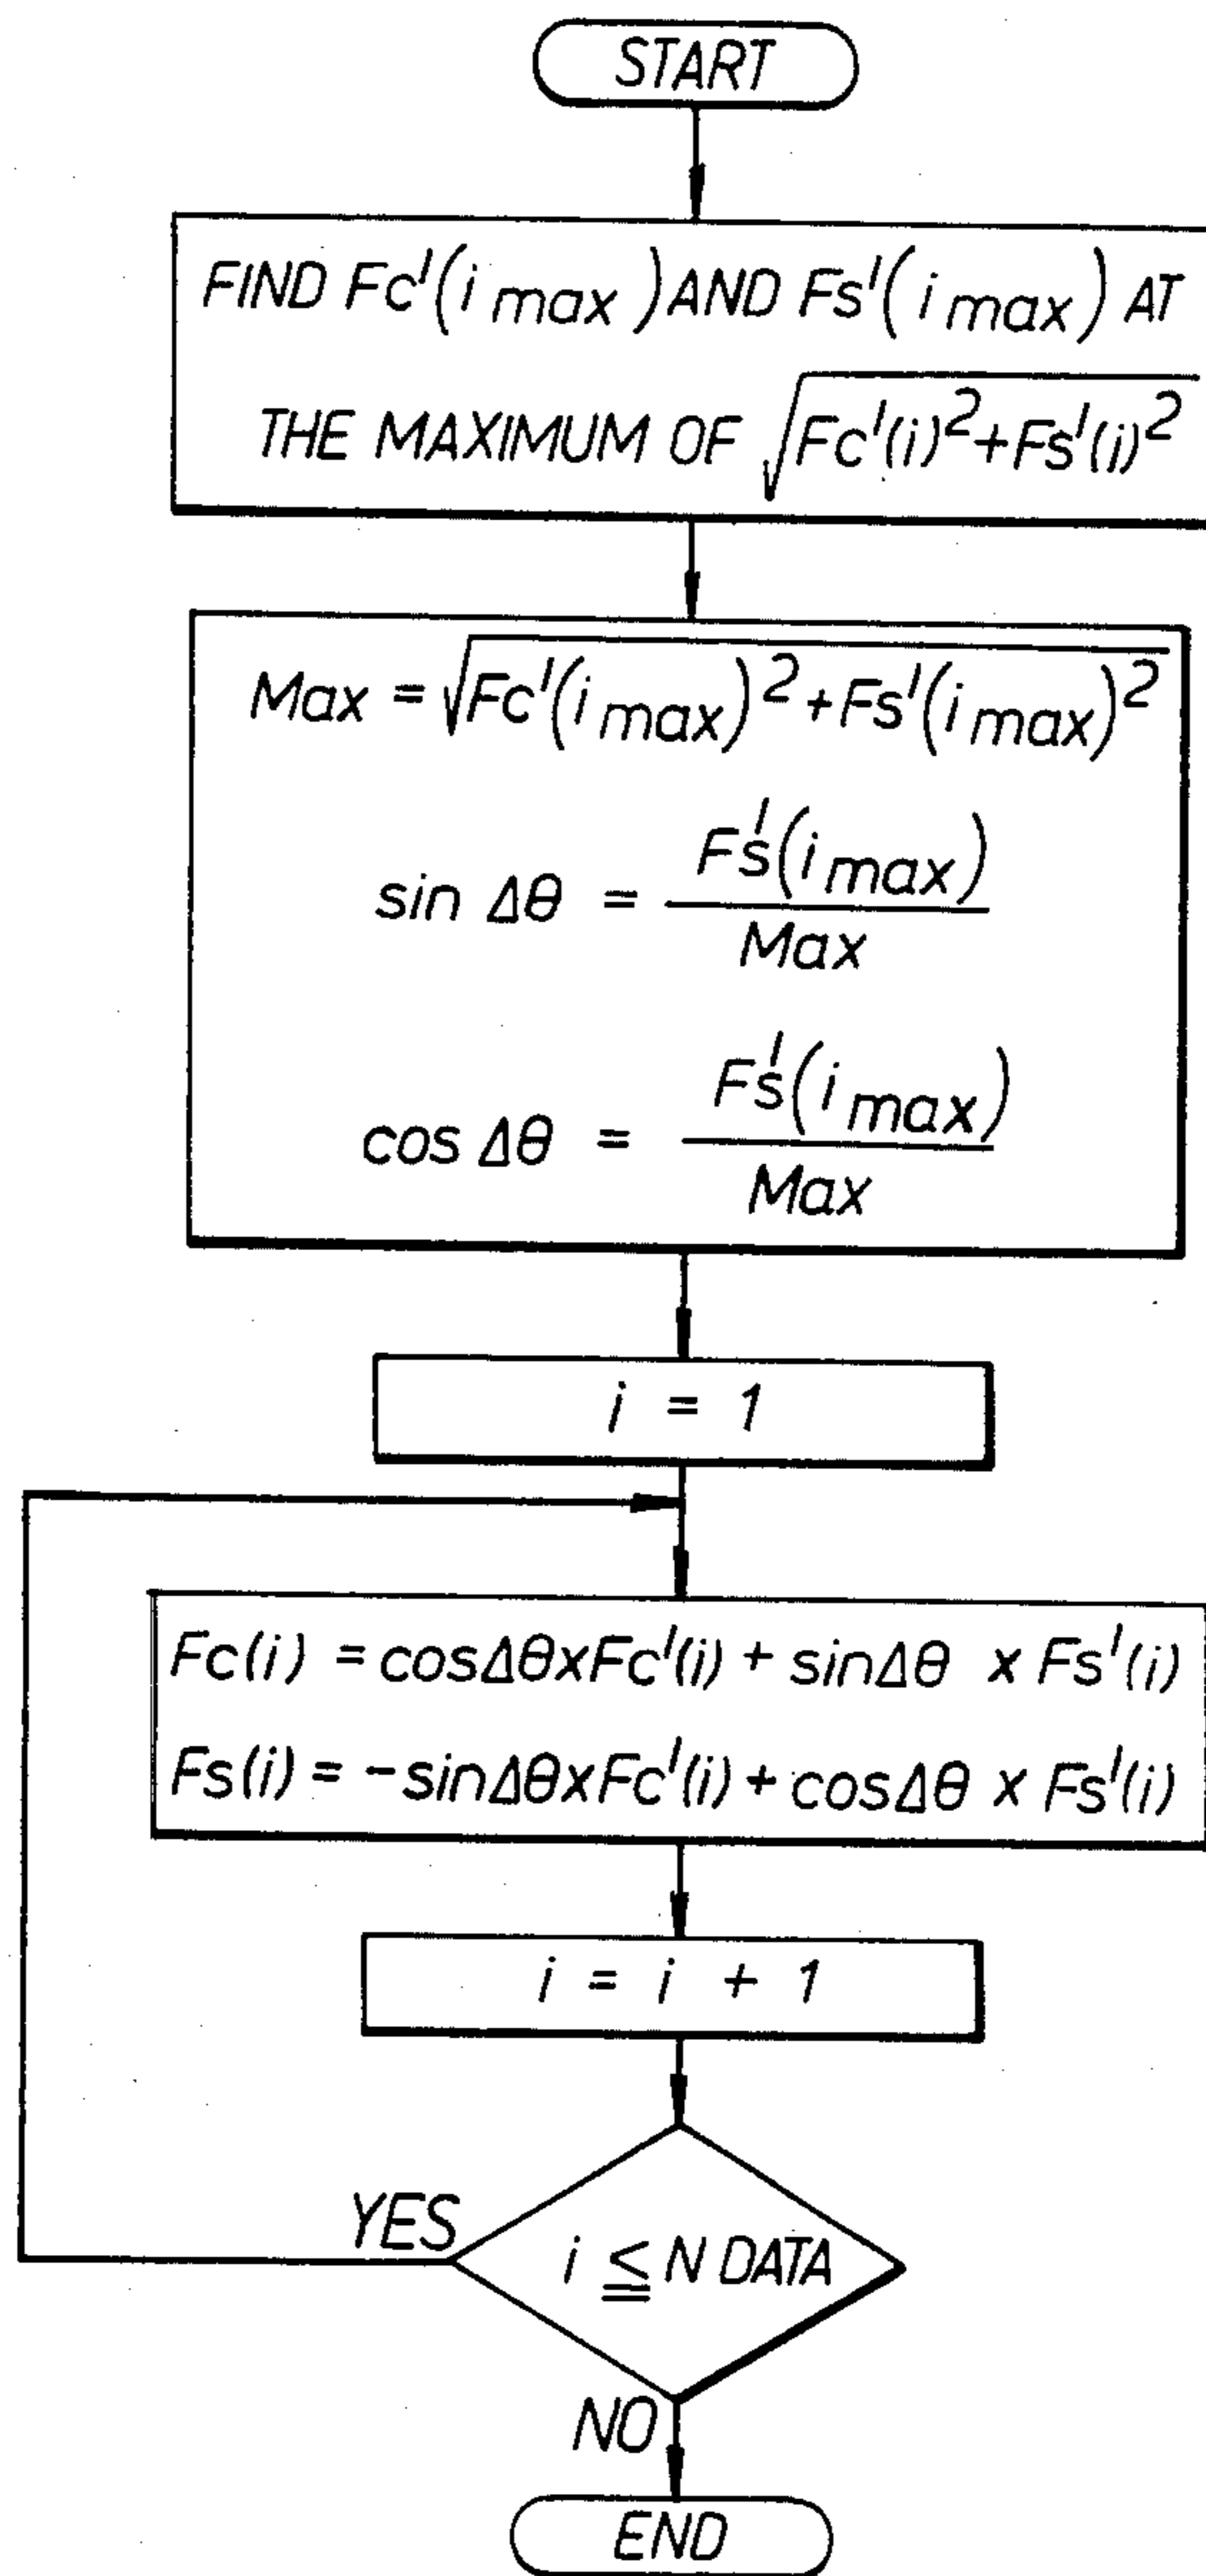 START
FIND Fc'(i max) AND Fs'(i max) AT
THE MAXIMUM OF √Fc'(i)²+Fs'(i)²
Max = √Fc'(i max)²+Fs'(i max)²
sin Δθ = Fs'(i max) / Max
cos Δθ = Fs'(i max) / Max
i = 1
Fc(i) = cosΔθxFc'(i) + sinΔθ x Fs'(i)
Fs(i) = -sinΔθxFc'(i) + cosΔθ x Fs'(i)
i = i + 1
YES
i ≦ N DATA
NO
END